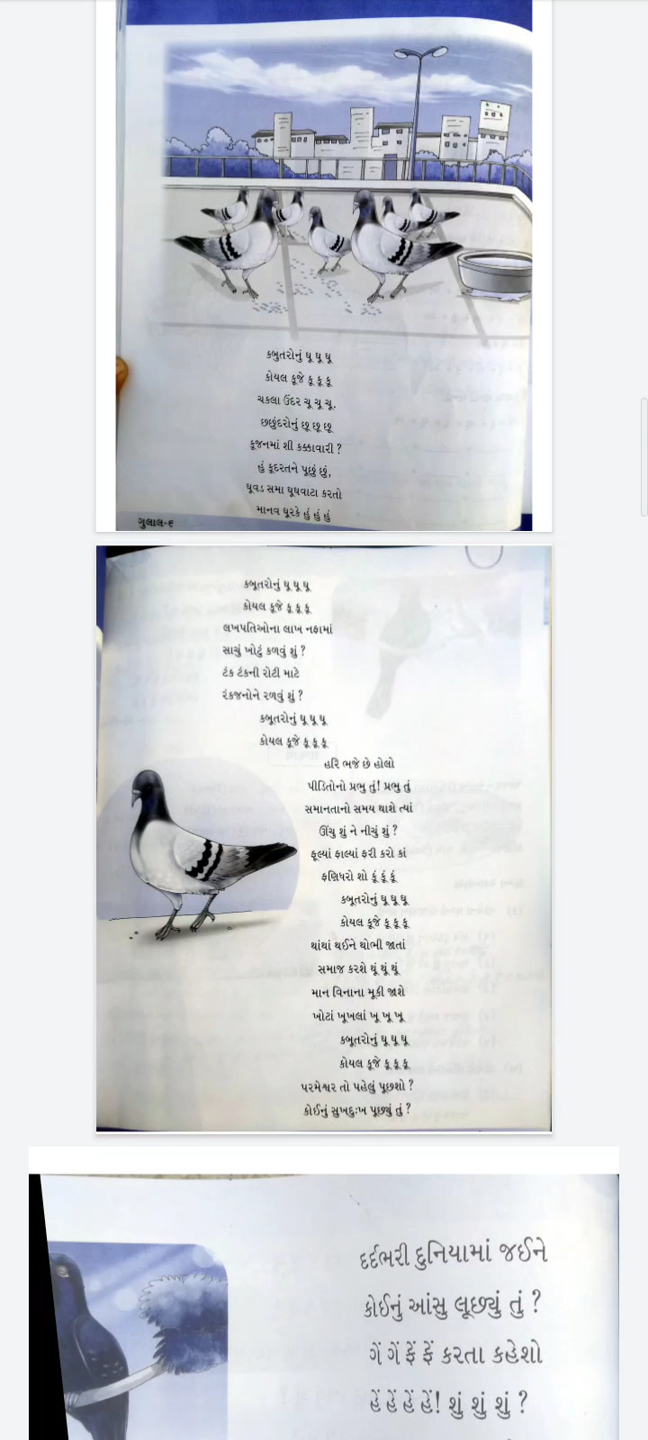 કબુતરોનું ઘૂ ઘૂ ઘૂ
કોયલ કૂજે કૂ કૂ કૂ
ચકલા ઉંદર ચૂ ચૂ ચૂ.
છછુંદરોનું છૂ છૂ છૂ
કૂજનમાં શી કક્કાવારી ?
હું કૂદરતને પૂછું છું,
ઘૂવડ સમા ઘૂઘવાટા કરતો
માનવ ઘૂરકે હું હું હું
ગુલાલ-૬
કબૂતરોનું ઘૂ ઘૂ ઘૂ
કોયલ કૂજે કૂ કૂ કૂ
લખપતિઓના લાખ નફામાં
સાચું ખોટું કળવું શું ?
ટંક ટંકની રોટી માટે
રંકજનોને રળવું શું ?
કબૂતરોનું ઘૂ ઘૂ ઘૂ
કોયલ કૂજે કૂ કૂ કૂ
હરિ ભજે છે હોલો
પીડિતોનો પ્રભુ તું! પ્રભુ તું
સમાનતાનો સમય થાશે ત્યાં
ઊંચુ શું ને નીચું શું ?
ફૂલ્યાં ફાલ્યાં ફરી કરો કાં
ફણિધરો શો ફૂં ફૂં ફૂં
કબૂતરોનું ઘૂ ઘૂ ઘૂ
કોયલ કૂજે કૂ કૂ કૂ
થાંથાં થઈને થોભી જાતાં
સમાજ કરશે થૂં થૂં થૂં
માન વિનાના મૂકી જાશે
ખોટાં ખૂખલાં ખૂ ખૂ ખૂ
કબૂતરોનું ઘૂ ઘૂ ઘૂ
કોયલ કૂજે કૂ કૂ કૂ
પરમેશ્વર તો પહેલું પૂછશો ?
કોઈનું સુખદુઃખ પૂછ્યું તું ?
દર્દભરી દુનિયામાં જઈને
કોઈનું આંસુ લૂછ્યું તું ?
ગેં ગેં ફેં ફેં કરતા કહેશો
હેં હેં હેં હેં! શું શું શું ?